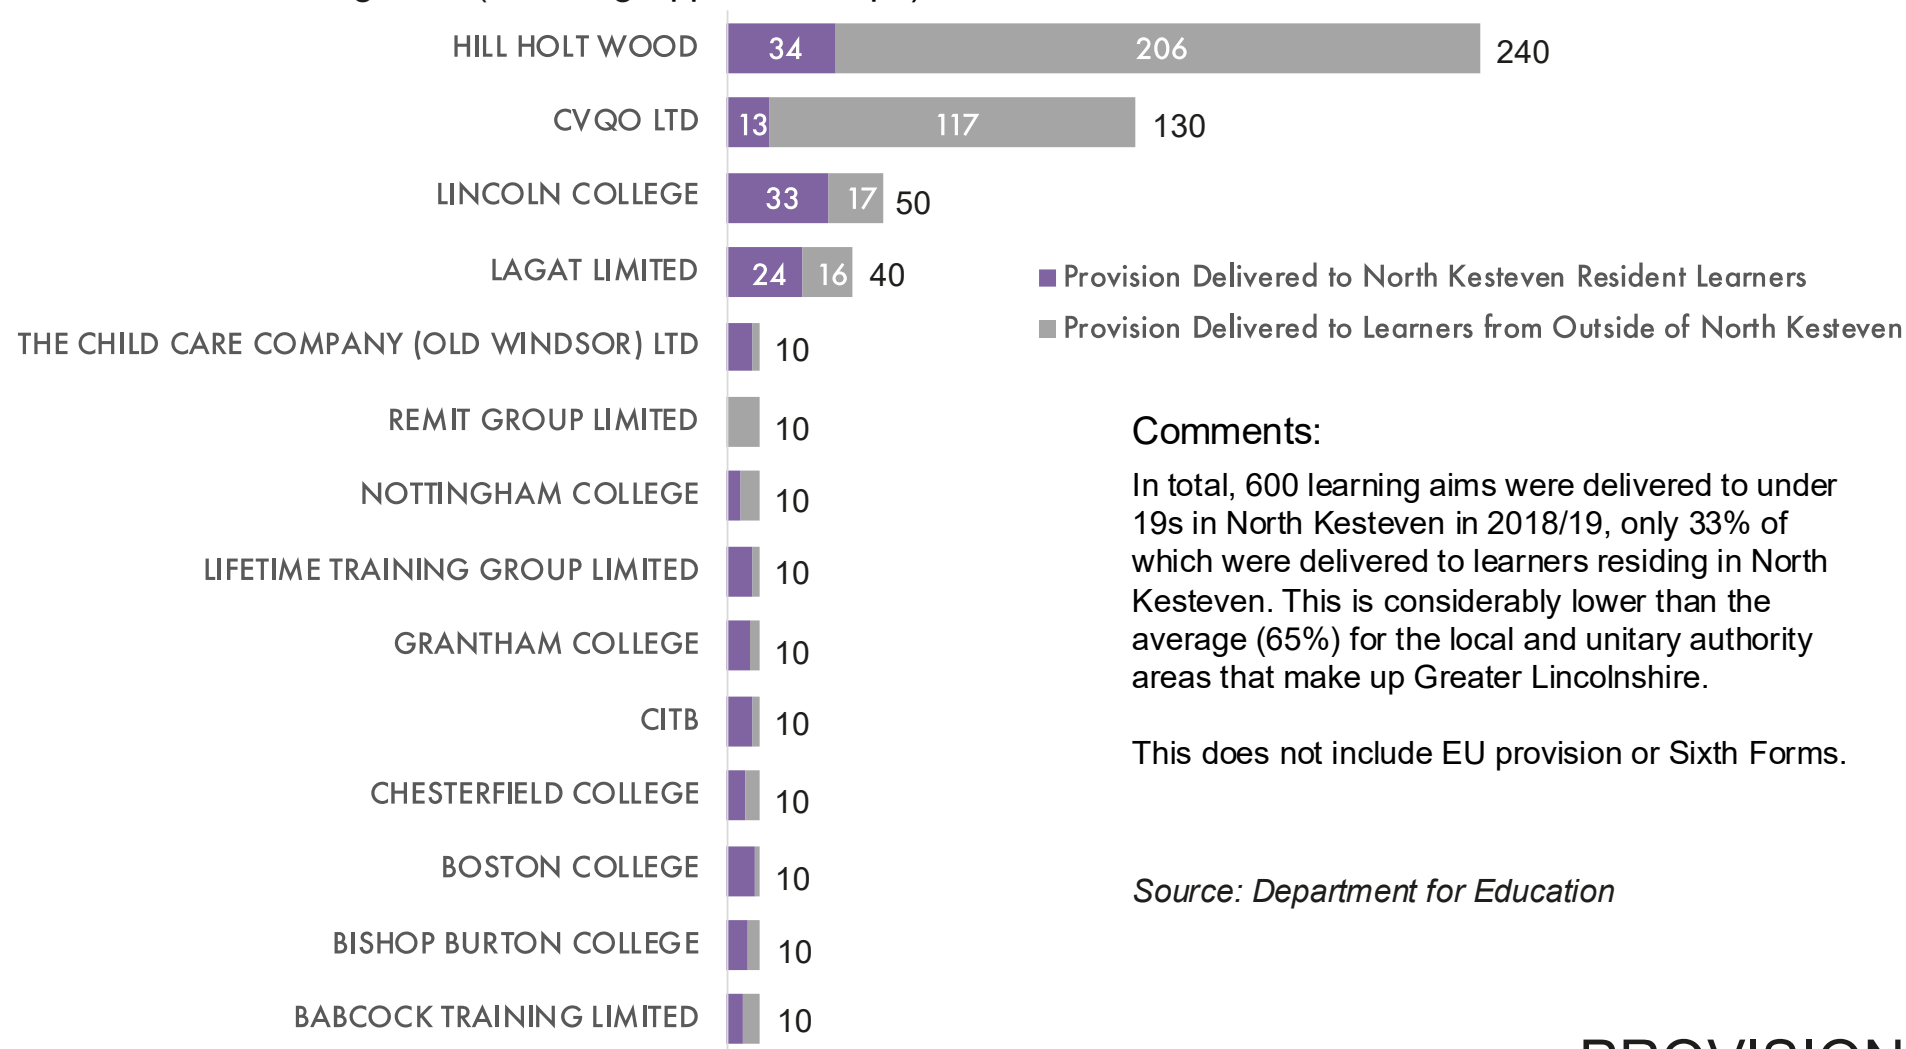 HILL HOLT WOOD 34 206 240
CVQO LTD 13 117 130
LINCOLN COLLEGE 33 17 50
LAGAT LIMITED 24 16 40
THE CHILD CARE COMPANY (OLD WINDSOR) LTD 10
REMIT GROUP LIMITED 10
NOTTINGHAM COLLEGE 10
LIFETIME TRAINING GROUP LIMITED 10
GRANTHAM COLLEGE 10
CITB 10
CHESTERFIELD COLLEGE 10
BOSTON COLLEGE 10
BISHOP BURTON COLLEGE 10
BABCOCK TRAINING LIMITED 10
Provision Delivered to North Kesteven Resident Learners
Provision Delivered to Learners from Outside of North Kesteven
Comments:
In total, 600 learning aims were delivered to under
19s in North Kesteven in 2018/19, only 33% of
which were delivered to learners residing in North
Kesteven. This is considerably lower than the
average (65%) for the local and unitary authority
areas that make up Greater Lincolnshire.
This does not include EU provision or Sixth Forms.
Source: Department for Education
PROVISION